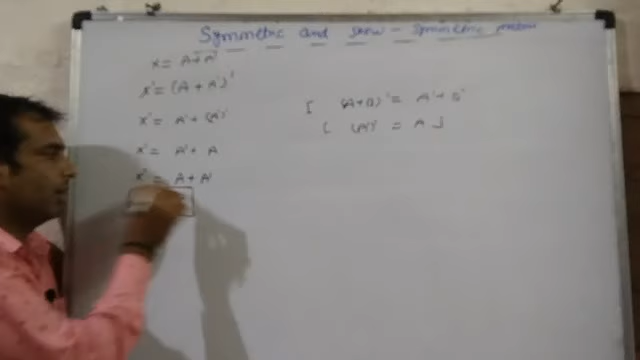 Symmetric and skew - symmetric matrix
x = A + A'
x' = (A + A')'
x' = A' + (A')'
x' = A' + A
x' = A + A'
[ (A+B)' = A' + B'
[ (A')' = A ]